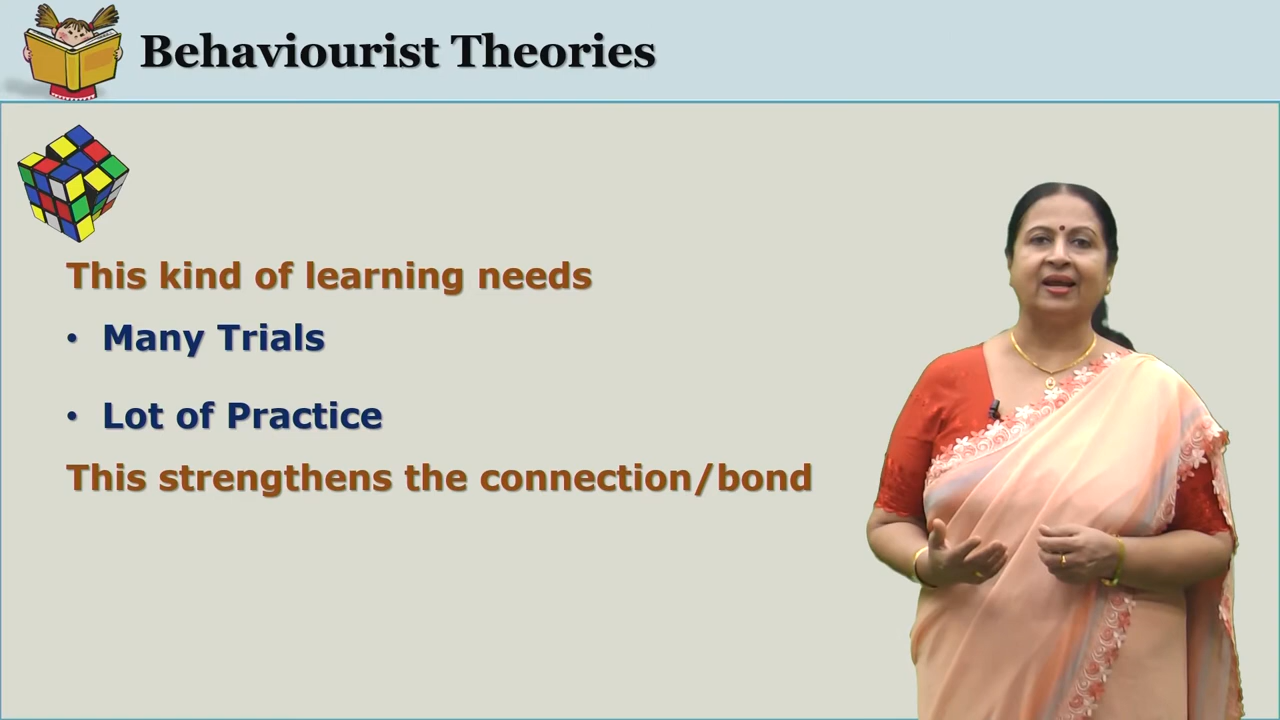 Behaviourist Theories
This kind of learning needs
• Many Trials
• Lot of Practice
This strengthens the connection/bond